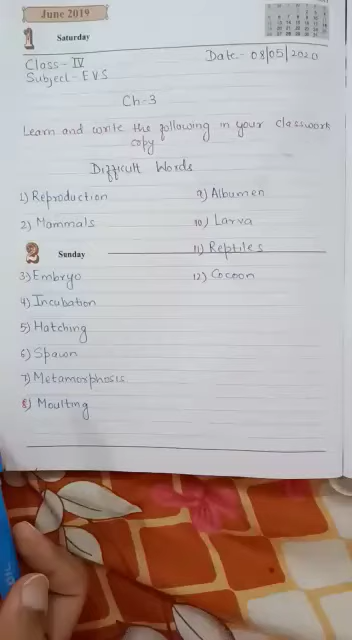 June 2019
1 Saturday
Class - IV
Date - 08/05/2020
Subject - EVS
Ch-3
Learn and write the following in your classwork
copy
Difficult Words
1) Reproduction
9) Albumen
2) Mammals
10) Larva
2 Sunday
11) Reptiles
3) Embryo
12) Cocoon
4) Incubation
5) Hatching
6) Spawn
7) Metamorphosis
8) Moulting